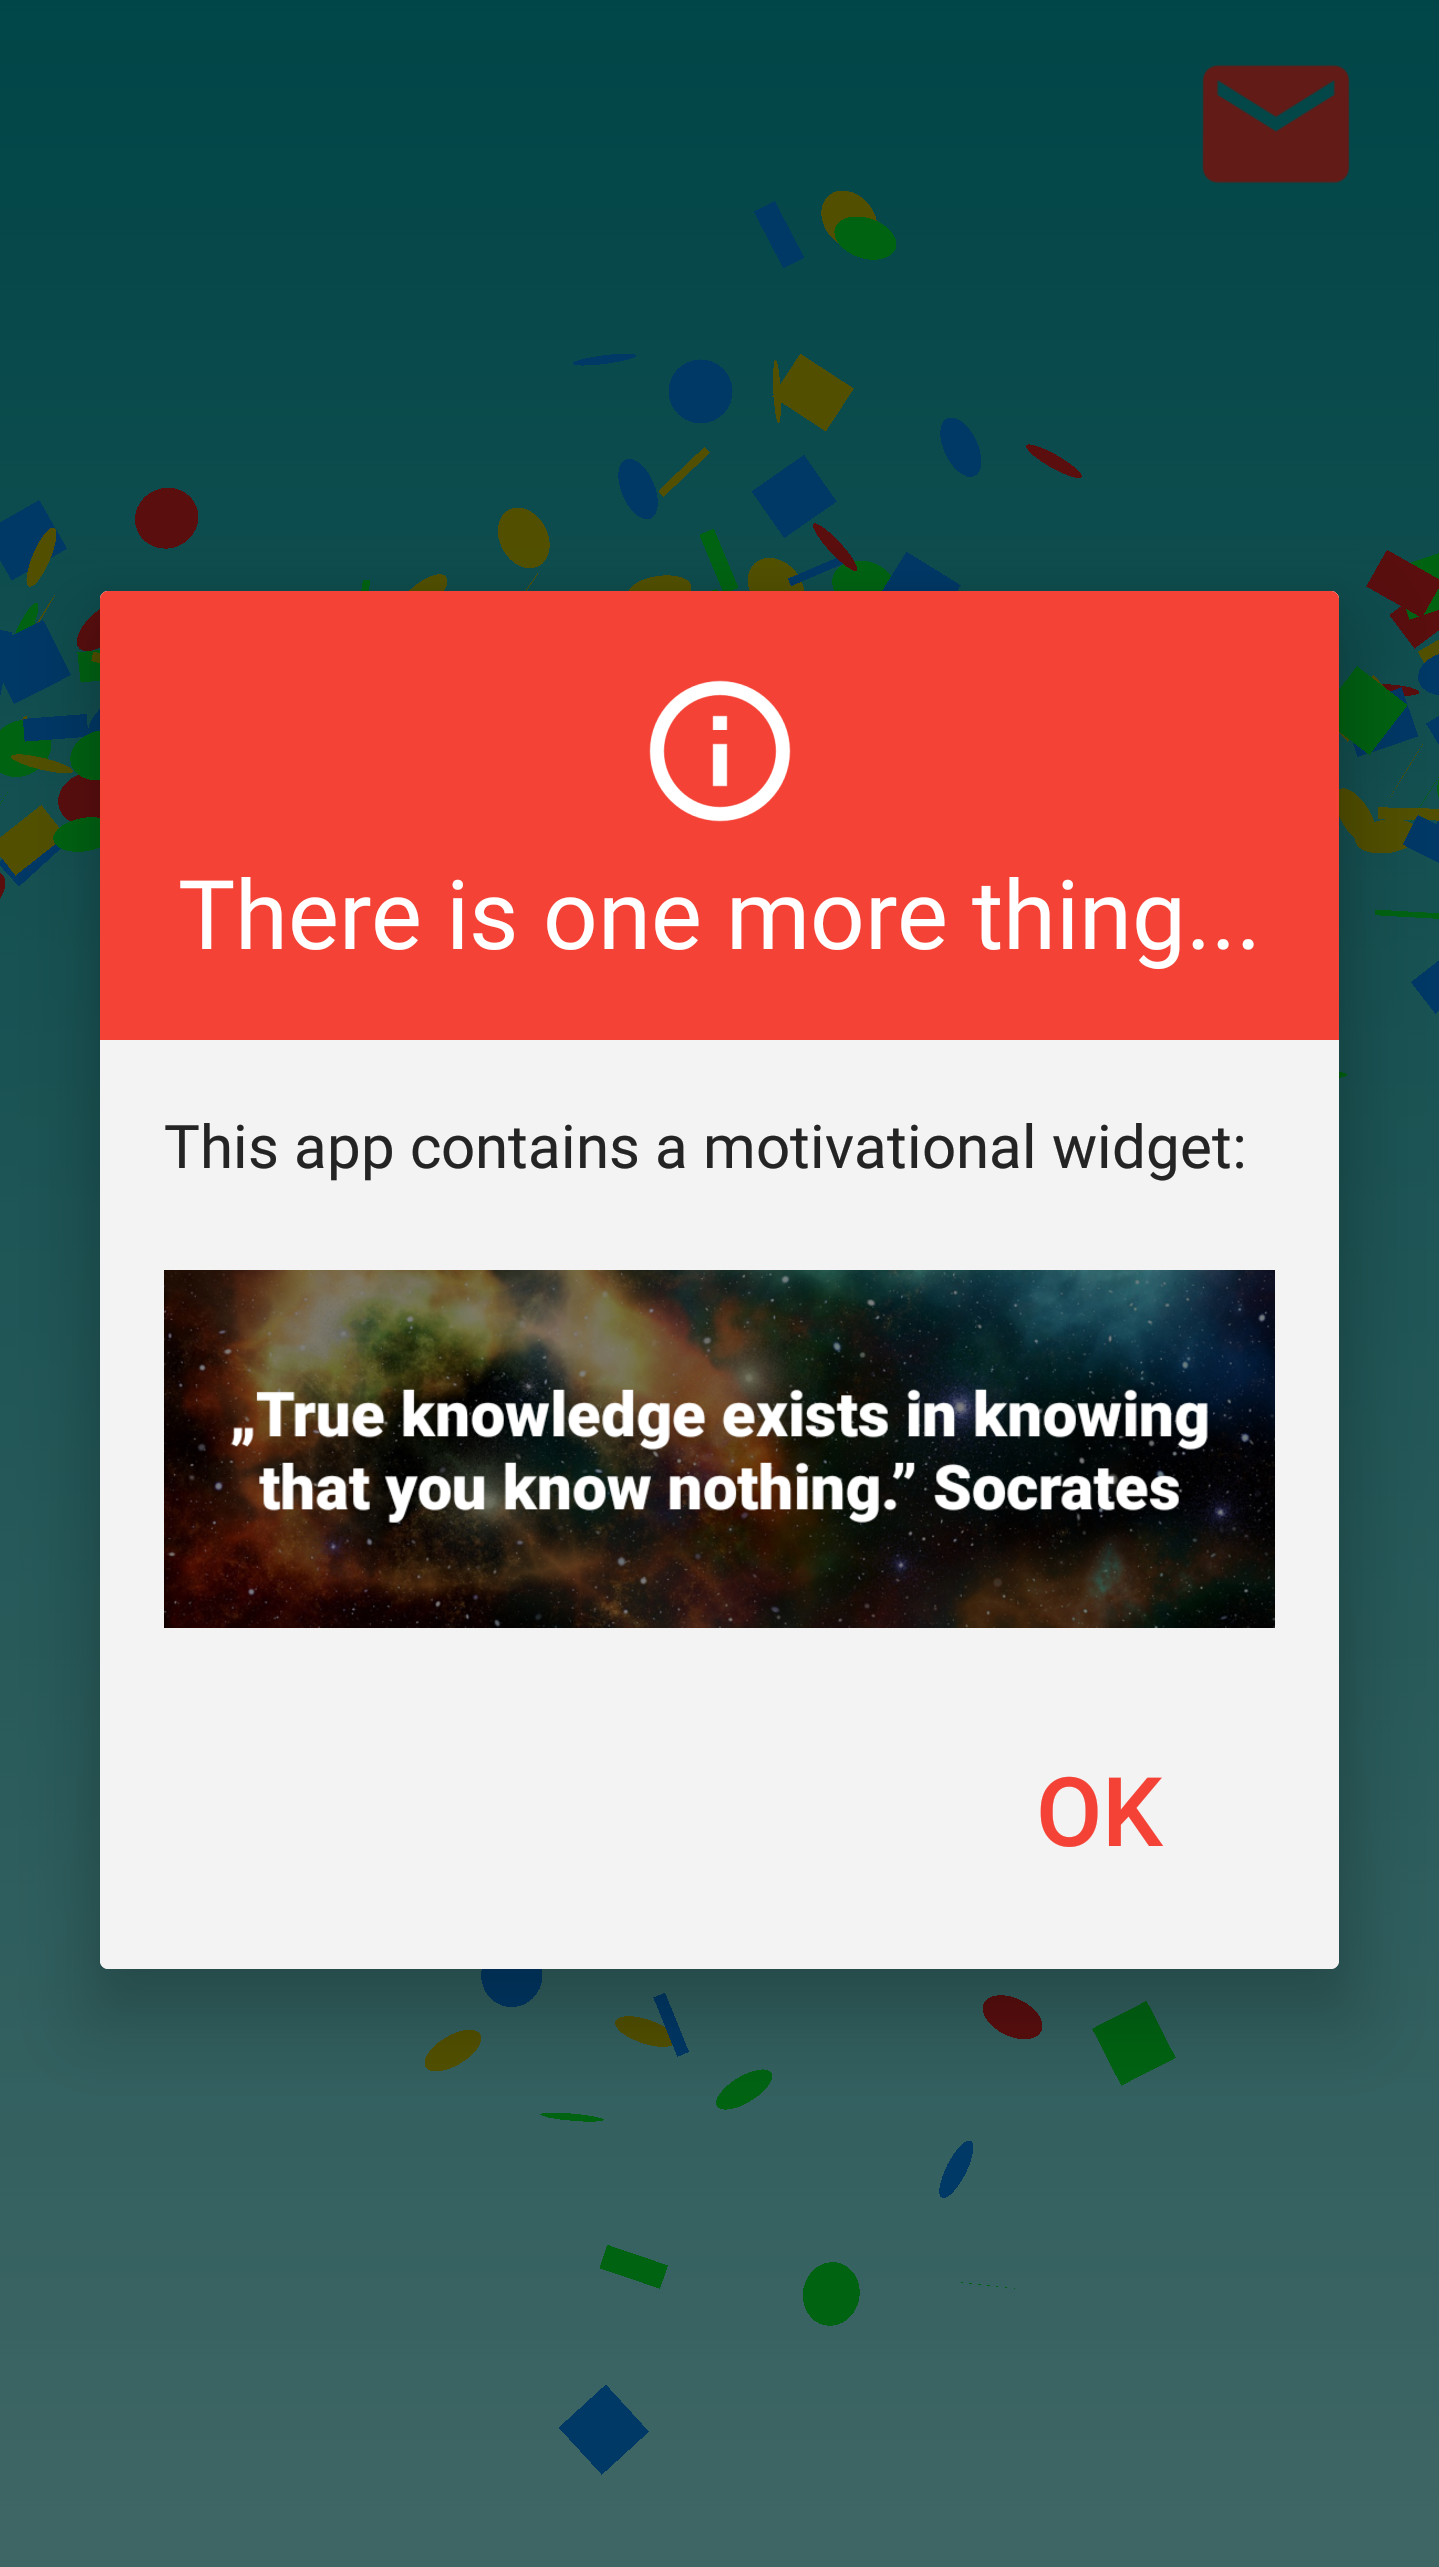 There is one more thing...
This app contains a motivational widget:
„True knowledge exists in knowing
that you know nothing.” Socrates
OK